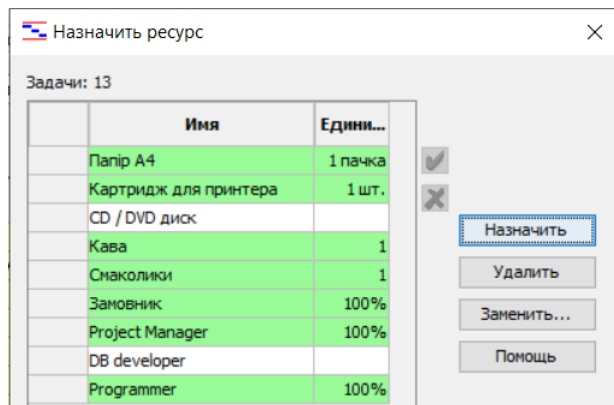 Назначить ресурс
Задачи: 13
Имя Едини...
Папір A4 1 пачка
Картридж для принтера 1 шт.
CD / DVD диск
Назначить
Кава 1
Смаколики 1
Удалить
Замовник 100%
Заменить...
Project Manager 100%
DB developer
Помощь
Programmer 100%